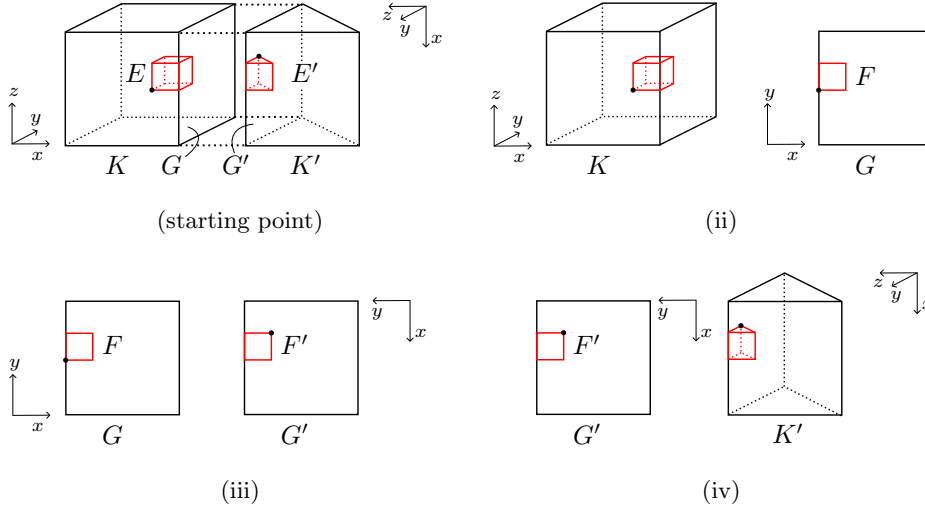 z y x
E E′
z y x
K G G′ K′
(starting point)
z y x
K
y x
F
G
(ii)
y x
F
G
y x
F′
G′
(iii)
y x
F′
G′
z y x
K′
(iv)